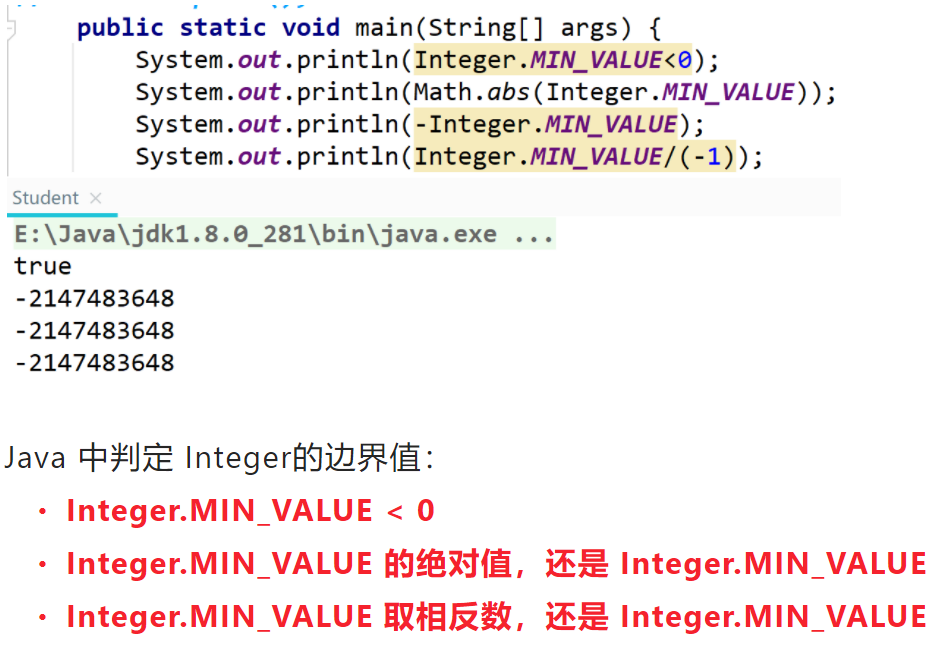 public static void main(String[] args) {
System.out.println(Integer.MIN_VALUE<0);
System.out.println(Math.abs(Integer.MIN_VALUE));
System.out.println(-Integer.MIN_VALUE);
System.out.println(Integer.MIN_VALUE/(-1));
Student ×
E:\Java\jdk1.8.0_281\bin\java.exe ...
true
-2147483648
-2147483648
-2147483648
Java 中判定 Integer的边界值:
• Integer.MIN_VALUE < 0
• Integer.MIN_VALUE 的绝对值，还是 Integer.MIN_VALUE
• Integer.MIN_VALUE 取相反数，还是 Integer.MIN_VALUE